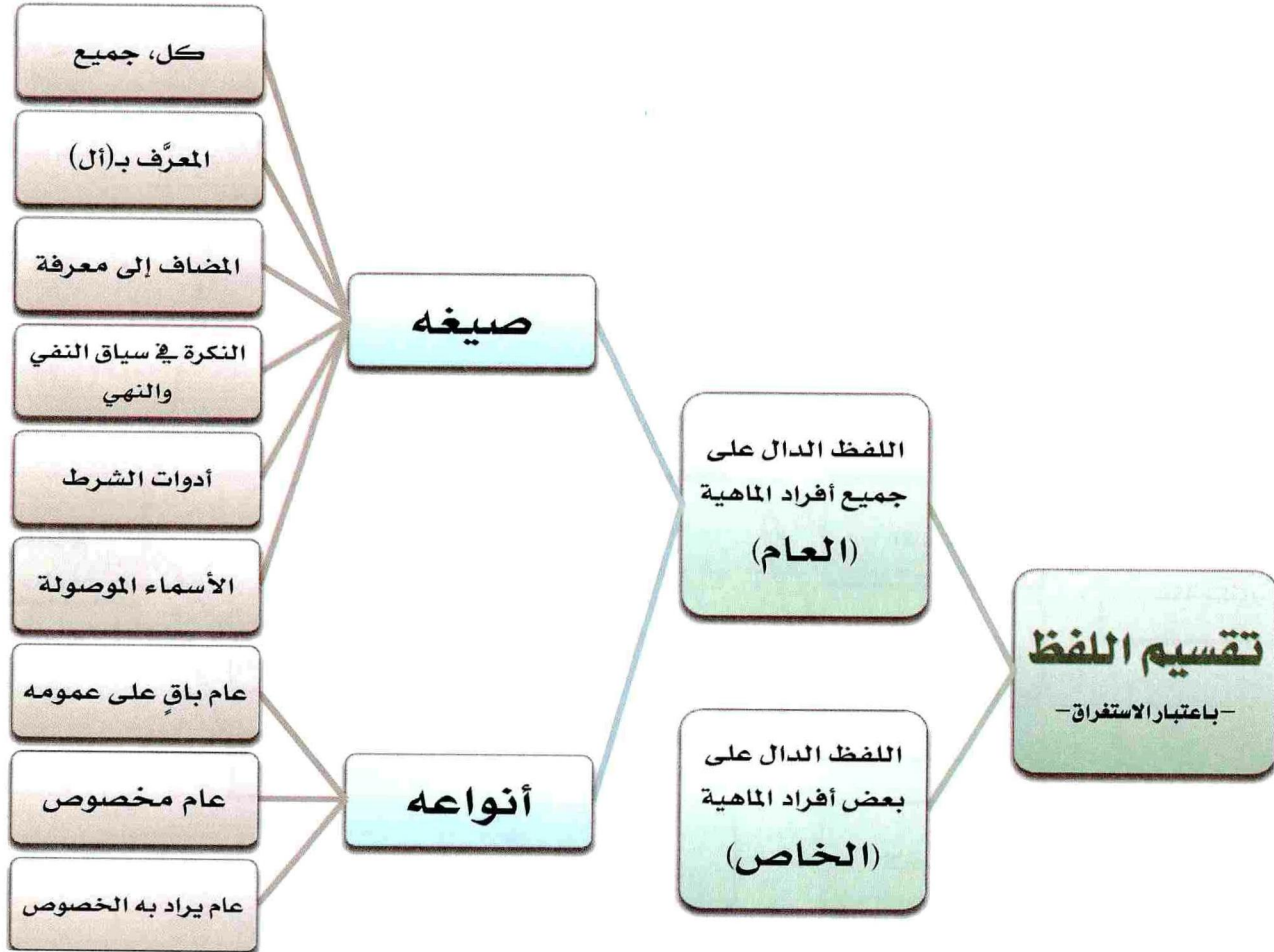 تقسيم اللفظ
-باعتبار الاستغراق-
اللفظ الدال على
جميع أفراد الماهية
(العام)
صيغه
كل، جميع
المعرَّف بـ(أل)
المضاف إلى معرفة
النكرة في سياق النفي
والنهي
أدوات الشرط
الأسماء الموصولة
أنواعه
عام باقٍ على عمومه
عام مخصوص
عام يراد به الخصوص
اللفظ الدال على
بعض أفراد الماهية
(الخاص)